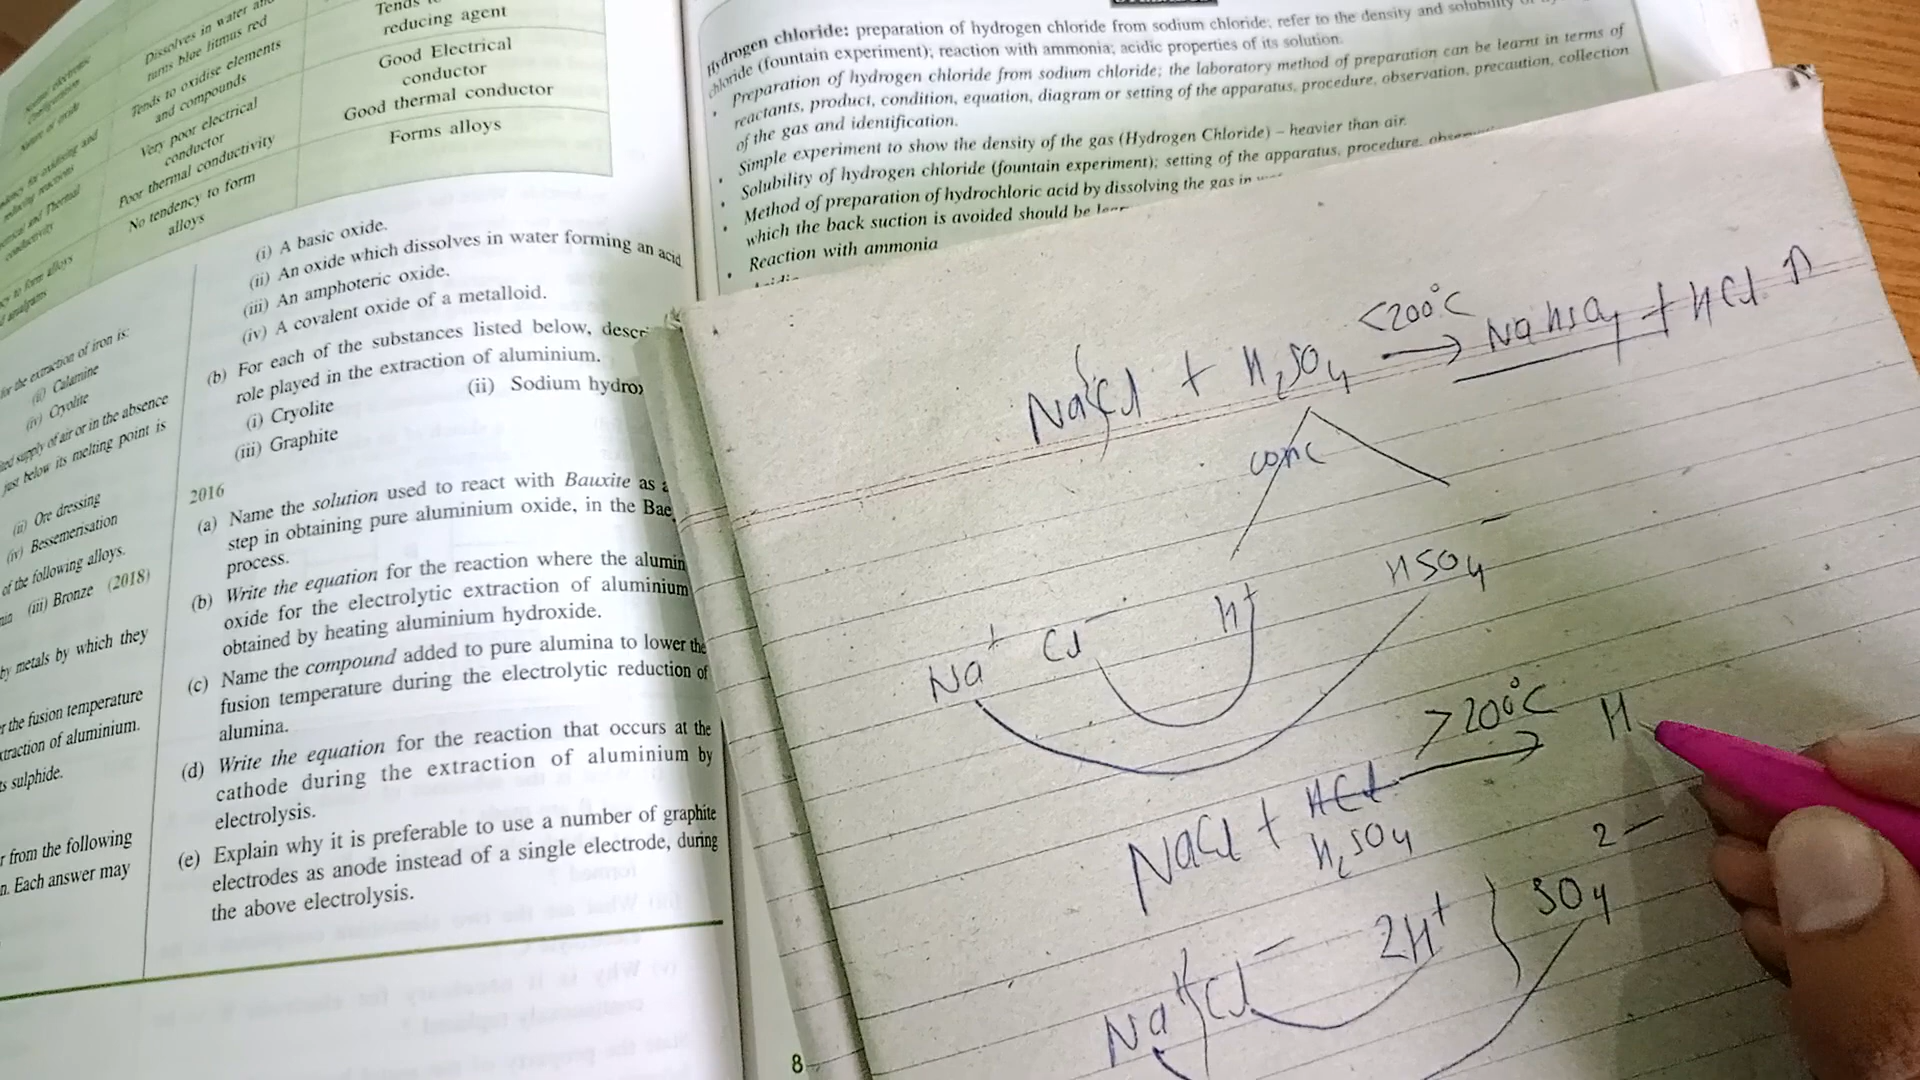 Dissolves in water and
turns blue litmus red
Tends to oxidise elements
and compounds
Very poor electrical
conductor
Poor thermal conductivity
No tendency to form
alloys
Tends to
reducing agent
Good Electrical
conductor
Good thermal conductor
Forms alloys
for the extraction of iron is:
(ii) Calamine
(iv) Cryolite
supply of air or in the absence
just below its melting point is
(ii) Ore dressing
(iv) Bessemerisation
of the following alloys.
(iii) Bronze (2018)
by metals by which they
r the fusion temperature
traction of aluminium.
s sulphide.
r from the following
n. Each answer may
(i) A basic oxide.
(ii) An oxide which dissolves in water forming an acid
(iii) An amphoteric oxide.
(iv) A covalent oxide of a metalloid.
(b) For each of the substances listed below, descr
role played in the extraction of aluminium.
(i) Cryolite (ii) Sodium hydro
(iii) Graphite
2016
(a) Name the solution used to react with Bauxite as a
step in obtaining pure aluminium oxide, in the Bae
process.
(b) Write the equation for the reaction where the alumin
oxide for the electrolytic extraction of aluminium
obtained by heating aluminium hydroxide.
(c) Name the compound added to pure alumina to lower the
fusion temperature during the electrolytic reduction of
alumina.
(d) Write the equation for the reaction that occurs at the
cathode during the extraction of aluminium by
electrolysis.
(e) Explain why it is preferable to use a number of graphite
electrodes as anode instead of a single electrode, during
the above electrolysis.
Hydrogen chloride: preparation of hydrogen chloride from sodium chloride; refer to the density and solubility of
chloride (fountain experiment); reaction with ammonia; acidic properties of its solution.
• Preparation of hydrogen chloride from sodium chloride; the laboratory method of preparation can be learnt in terms of
reactants, product, condition, equation, diagram or setting of the apparatus, procedure, observation, precaution, collection
of the gas and identification.
• Simple experiment to show the density of the gas (Hydrogen Chloride) – heavier than air.
• Solubility of hydrogen chloride (fountain experiment); setting of the apparatus, procedure, obser
• Method of preparation of hydrochloric acid by dissolving the gas in
which the back suction is avoided should be lear
• Reaction with ammonia
8
<200°C
NaCl + H2SO4 → NaHSO4 + HCl ↑
conc
Na+ Cl- H+ HSO4-
>200°C
NaCl + HCl → H
H2SO4
Na+ Cl- 2H+ SO4 2-